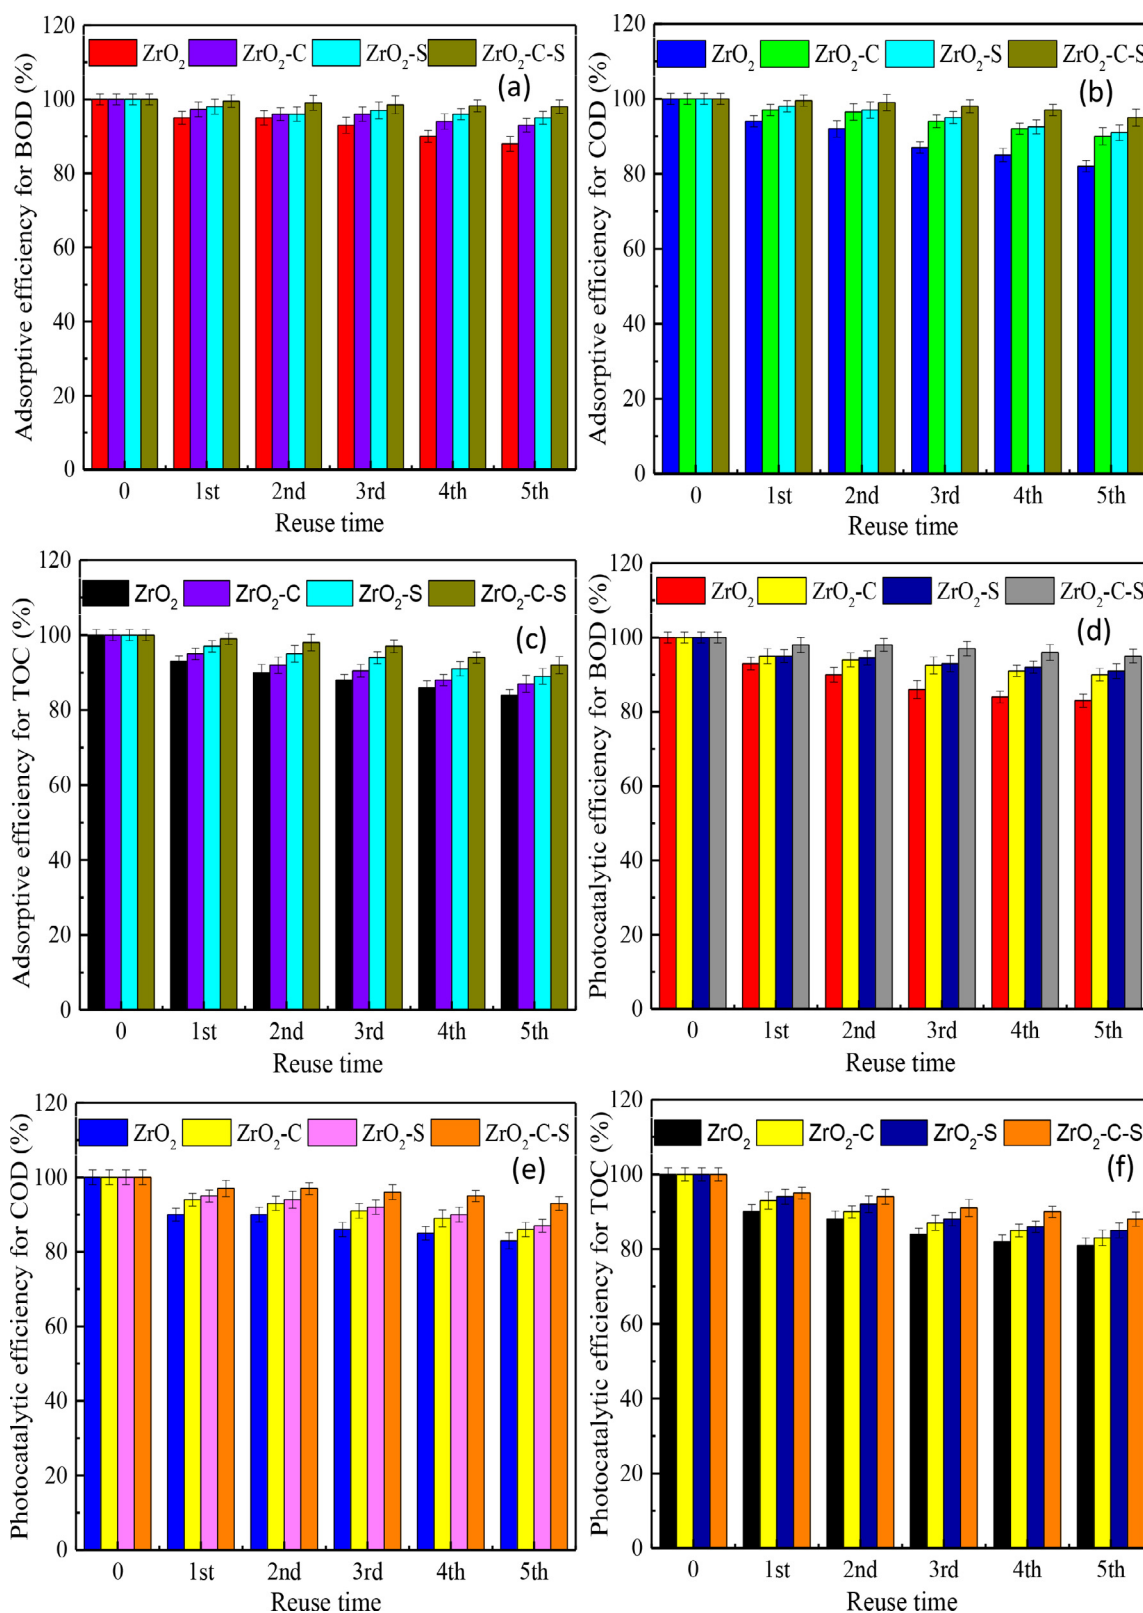 120
100
80
60
40
20
0
Adsorptive efficiency for BOD (%)
ZrO₂ ZrO₂-C ZrO₂-S ZrO₂-C-S
(a)
0 1st 2nd 3rd 4th 5th
Reuse time
120
100
80
60
40
20
0
Adsorptive efficiency for COD (%)
ZrO₂ ZrO₂-C ZrO₂-S ZrO₂-C-S
(b)
0 1st 2nd 3rd 4th 5th
Reuse time
120
100
80
60
40
20
0
Adsorptive efficiency for TOC (%)
ZrO₂ ZrO₂-C ZrO₂-S ZrO₂-C-S
(c)
0 1st 2nd 3rd 4th 5th
Reuse time
120
100
80
60
40
20
0
Photocatalytic efficiency for BOD (%)
ZrO₂ ZrO₂-C ZrO₂-S ZrO₂-C-S
(d)
0 1st 2nd 3rd 4th 5th
Reuse time
120
100
80
60
40
20
0
Photocatalytic efficiency for COD (%)
ZrO₂ ZrO₂-C ZrO₂-S ZrO₂-C-S
(e)
0 1st 2nd 3rd 4th 5th
Reuse time
120
100
80
60
40
20
0
Photocatalytic efficiency for TOC (%)
ZrO₂ ZrO₂-C ZrO₂-S ZrO₂-C-S
(f)
0 1st 2nd 3rd 4th 5th
Reuse time